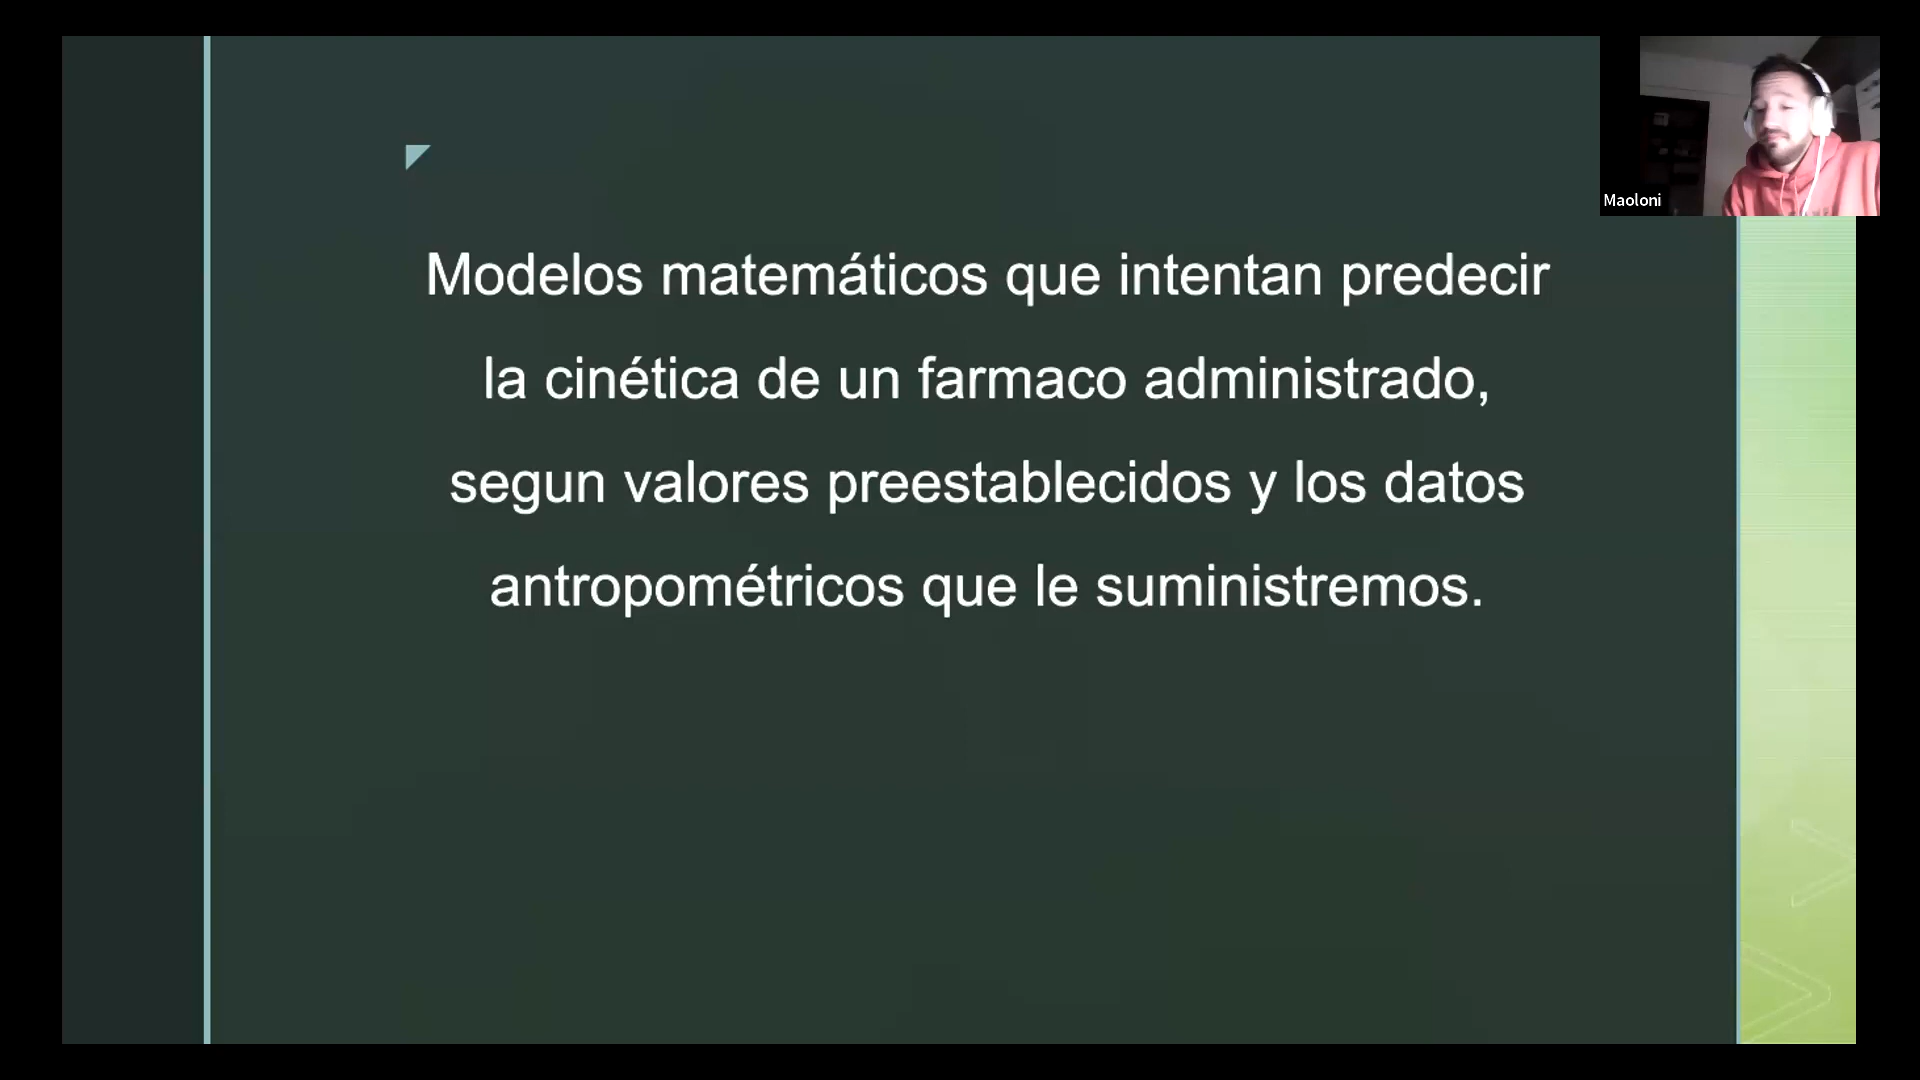 Modelos matemáticos que intentan predecir
la cinética de un farmaco administrado,
segun valores preestablecidos y los datos
antropométricos que le suministremos.
Maoloni